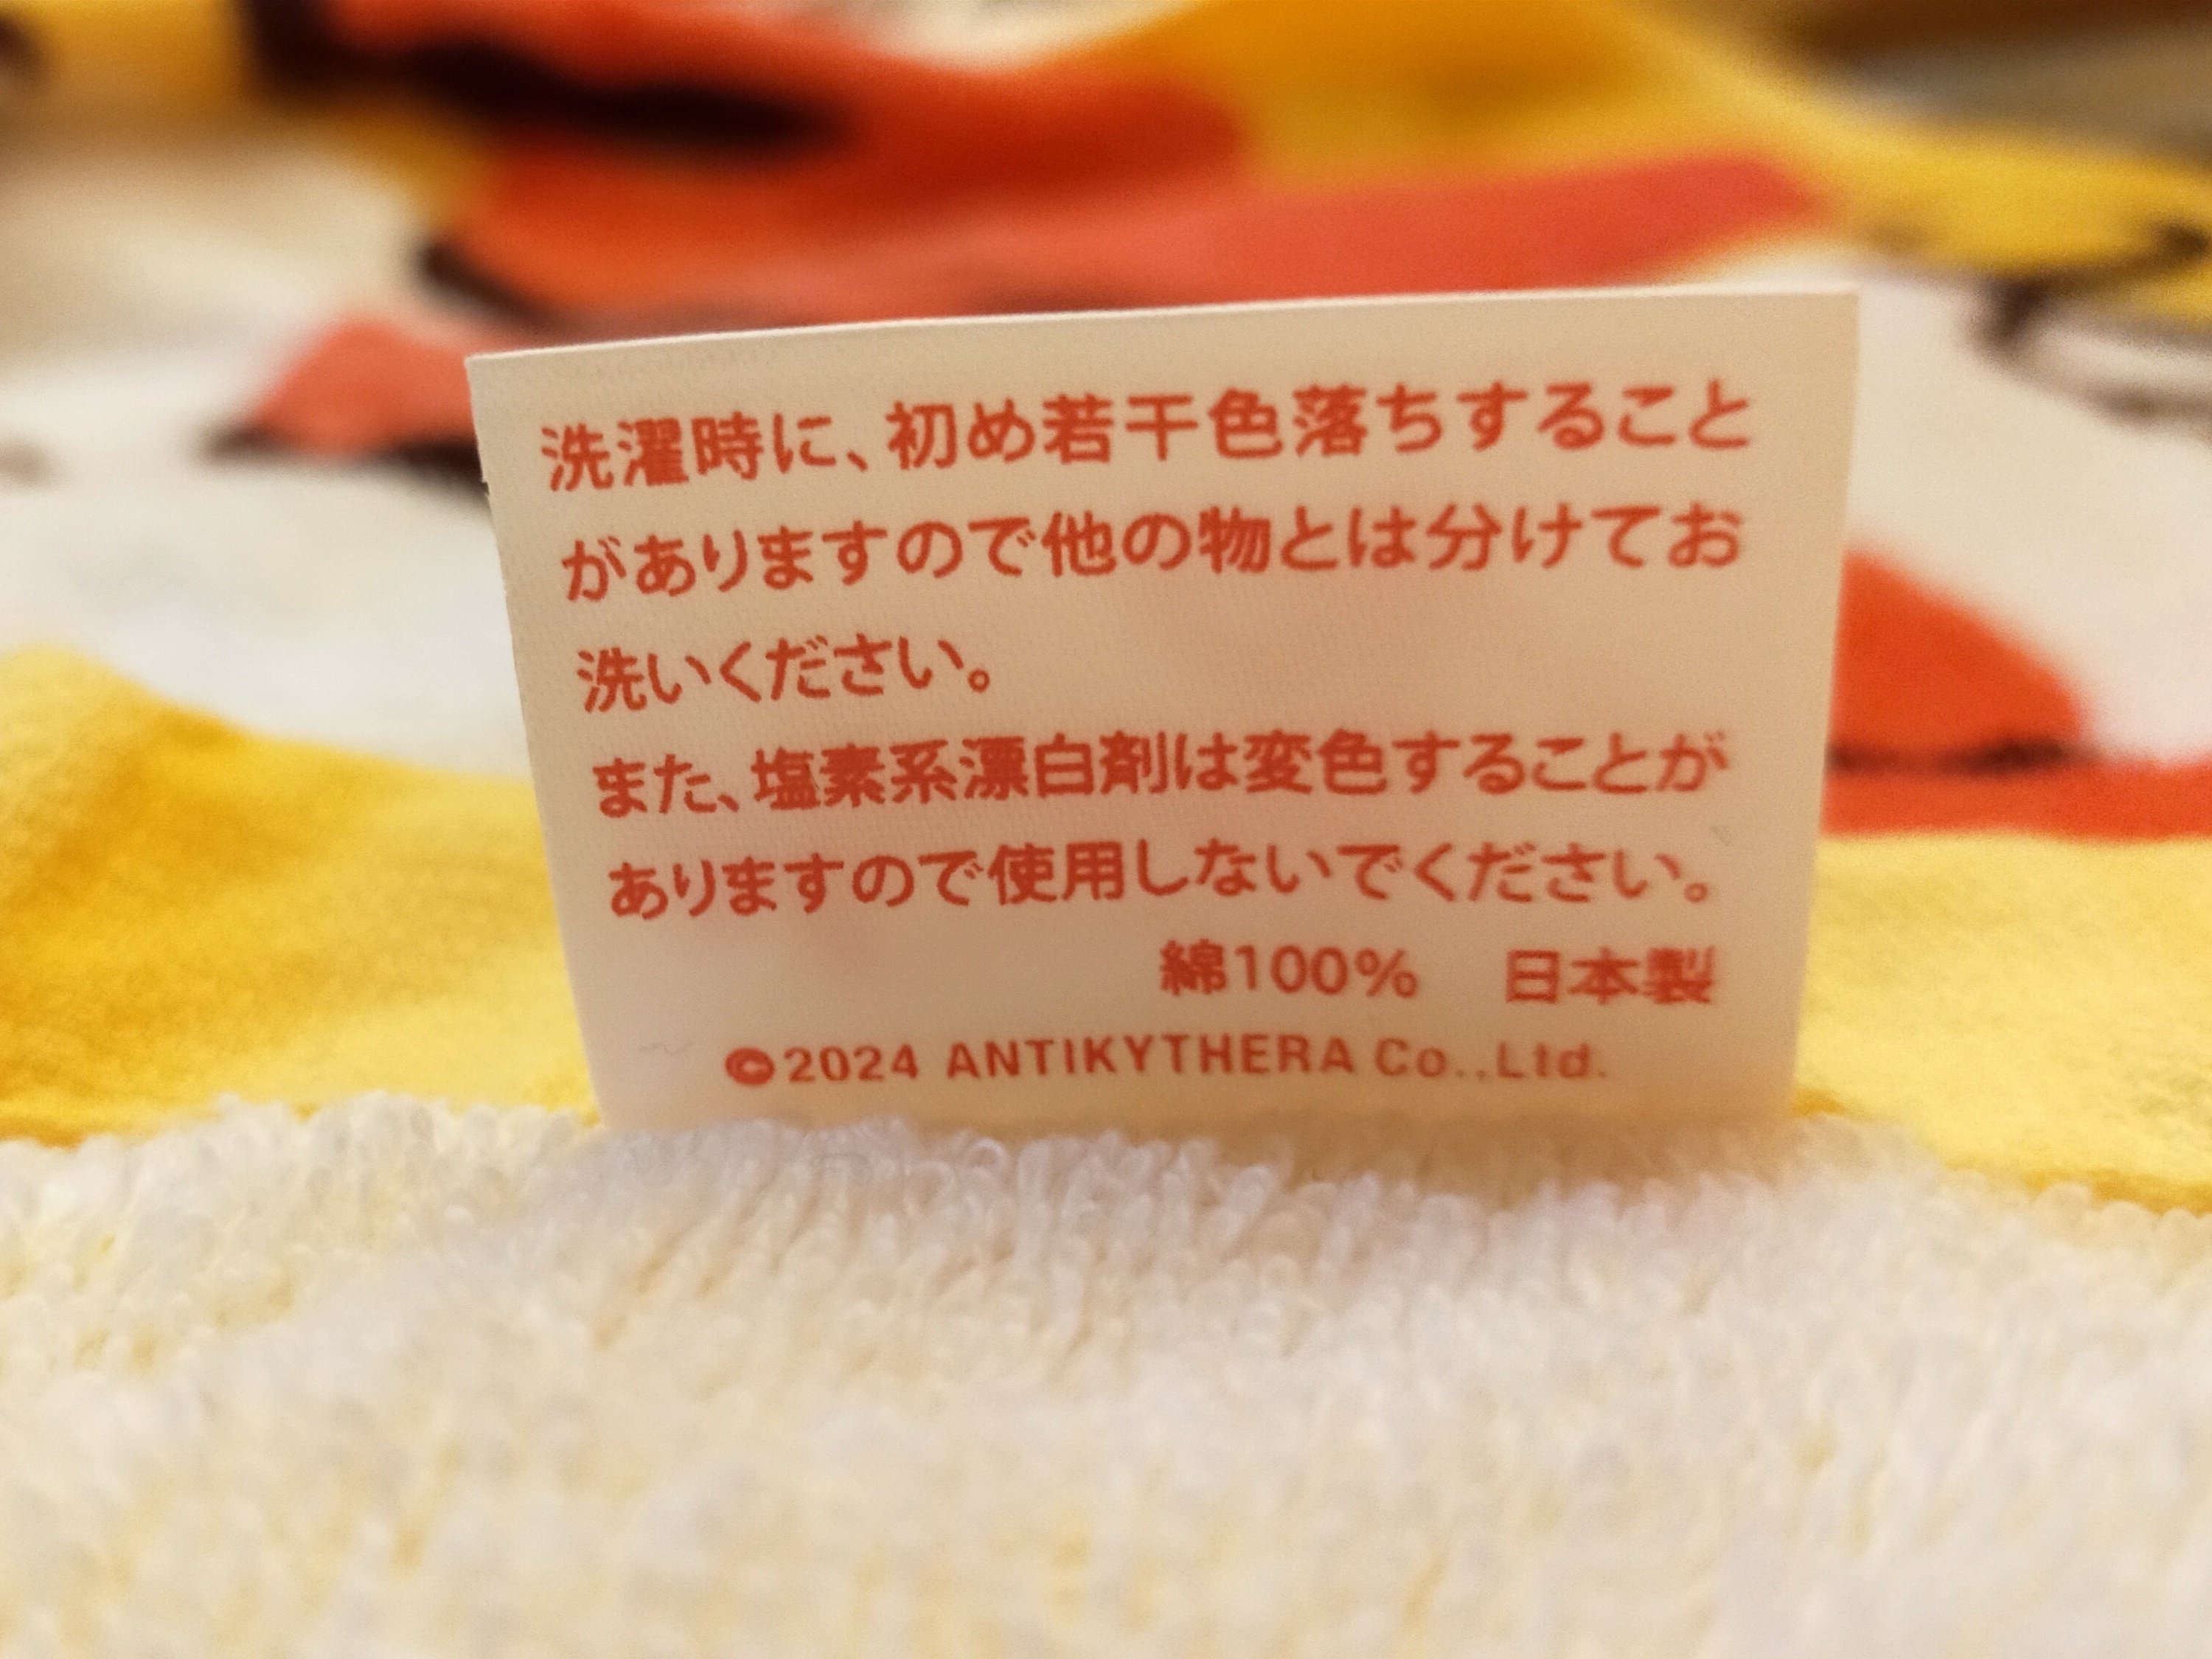 洗濯時に、初め若干色落ちすること
がありますので他の物とは分けてお
洗いください。
また、塩素系漂白剤は変色することが
ありますので使用しないでください。
綿100%　日本製
©2024 ANTIKYTHERA Co.,Ltd.